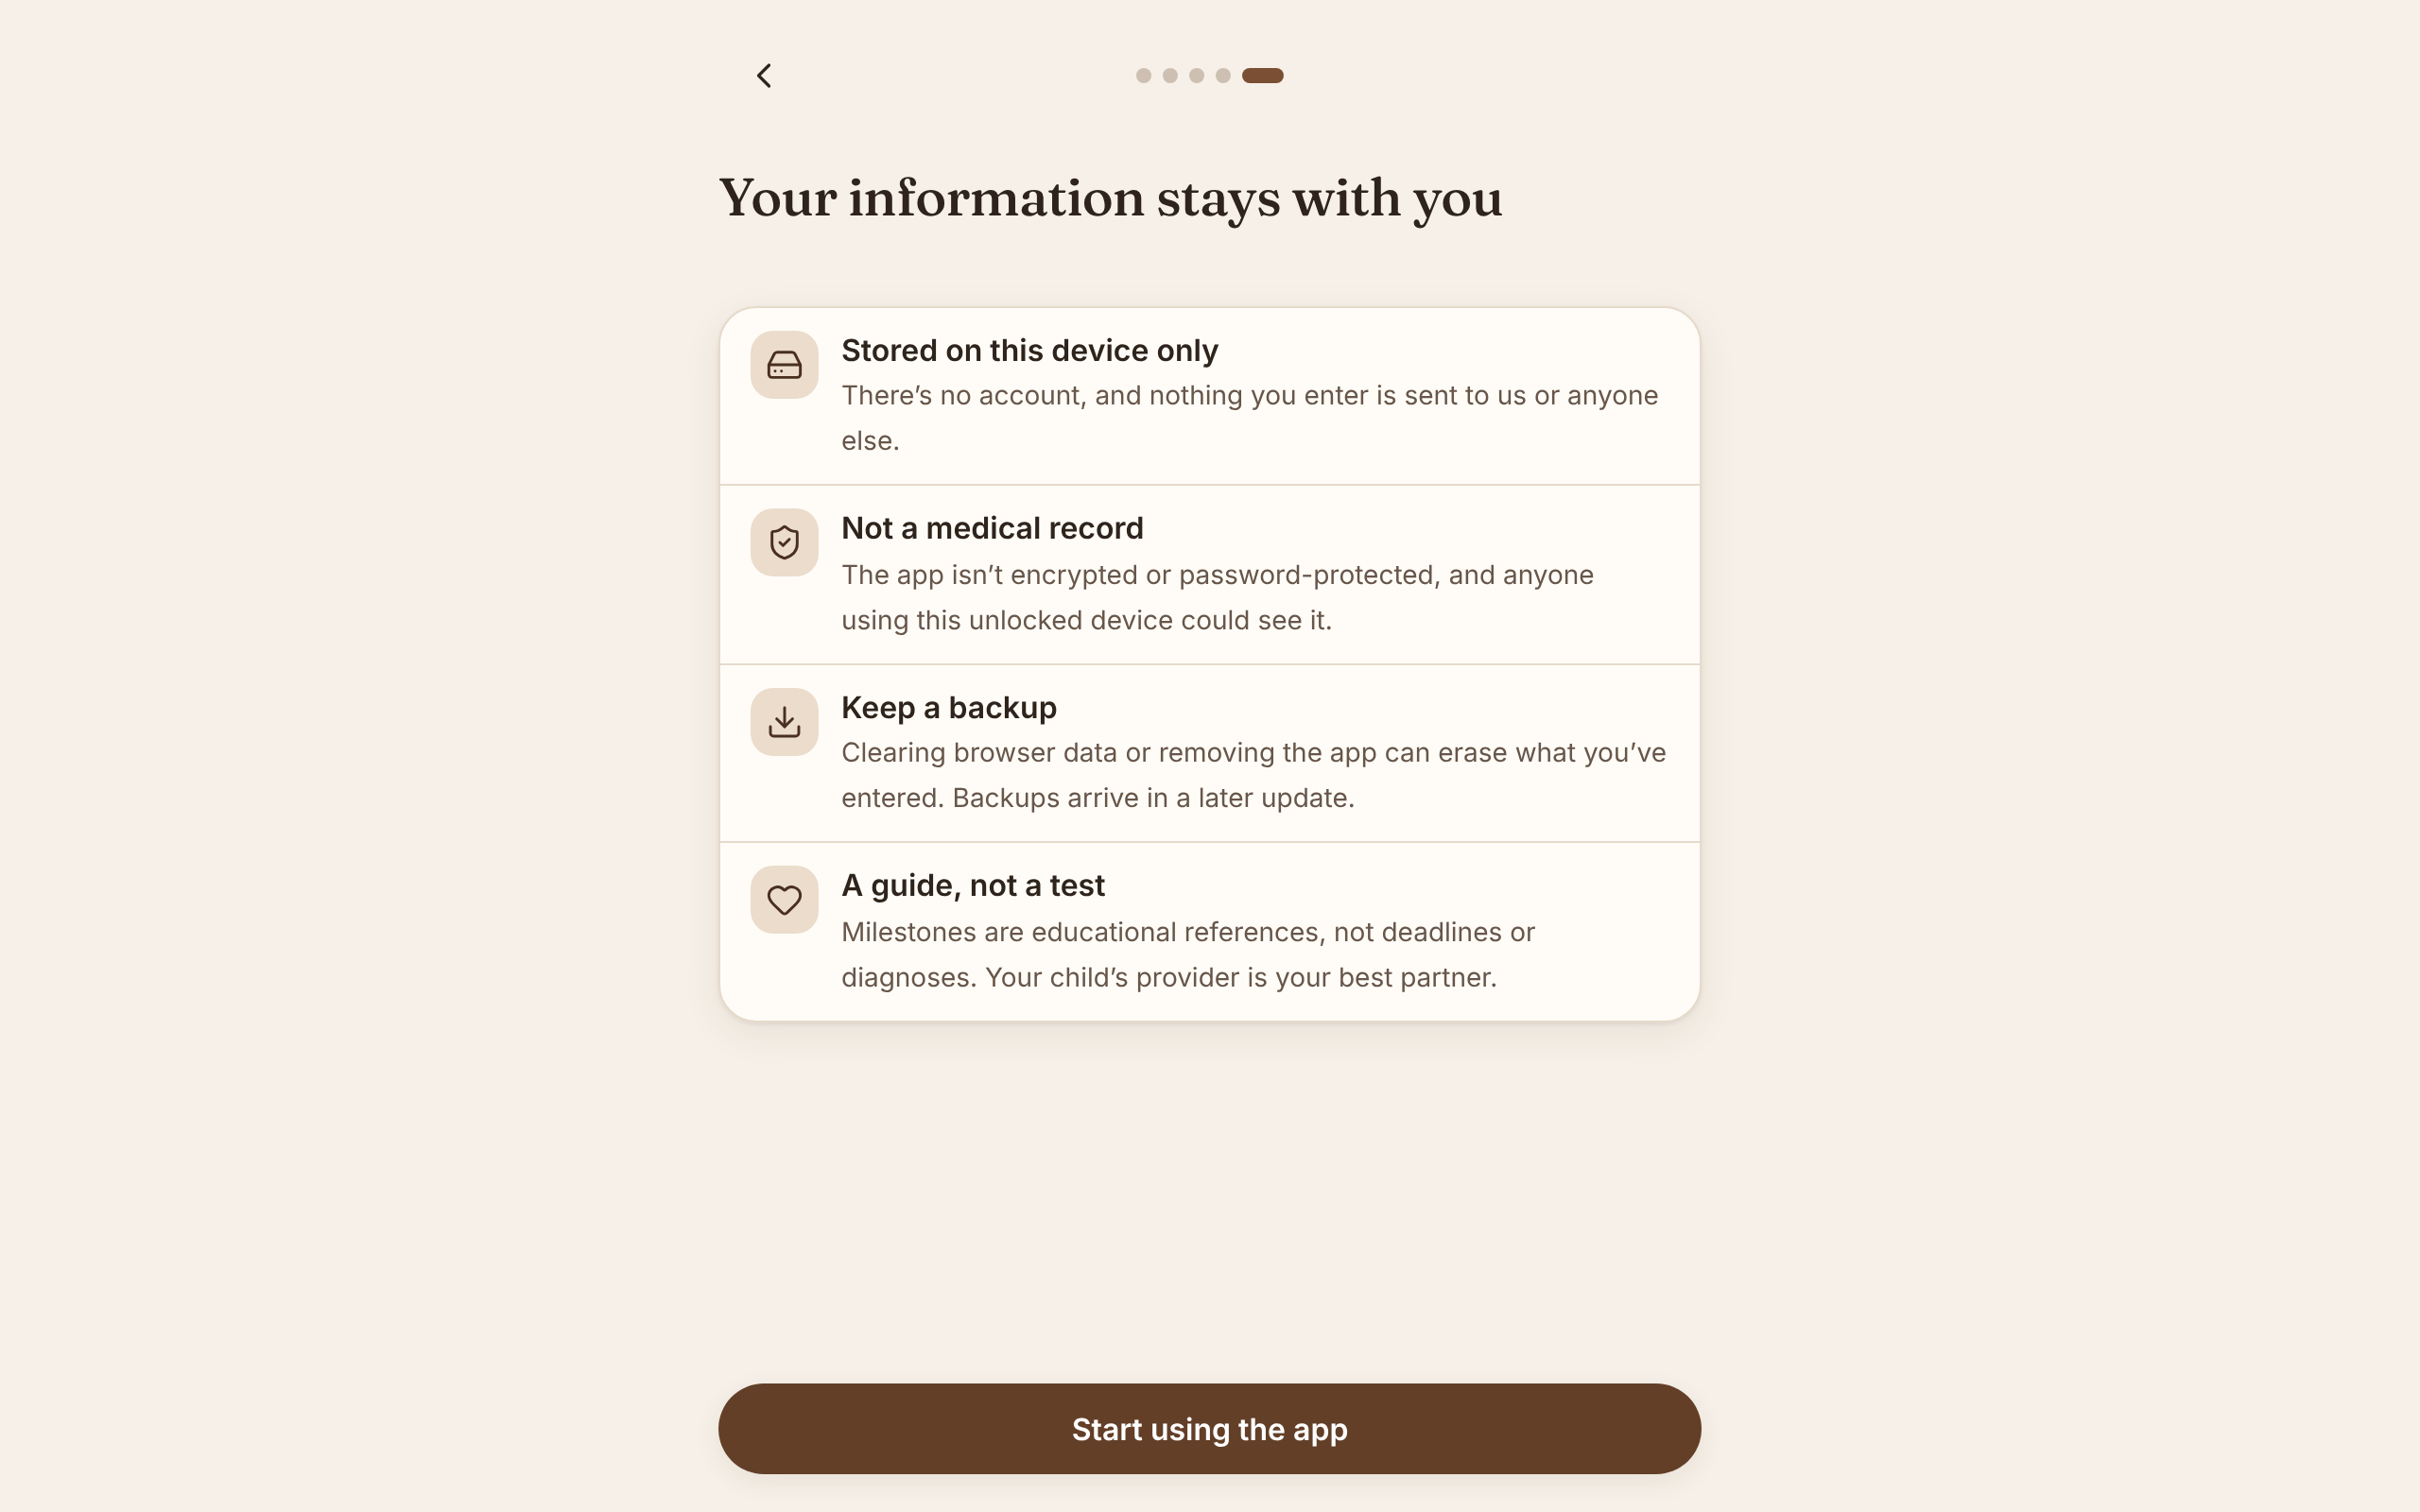 Your information stays with you
Stored on this device only
There’s no account, and nothing you enter is sent to us or anyone
else.
Not a medical record
The app isn’t encrypted or password-protected, and anyone
using this unlocked device could see it.
Keep a backup
Clearing browser data or removing the app can erase what you’ve
entered. Backups arrive in a later update.
A guide, not a test
Milestones are educational references, not deadlines or
diagnoses. Your child’s provider is your best partner.
Start using the app